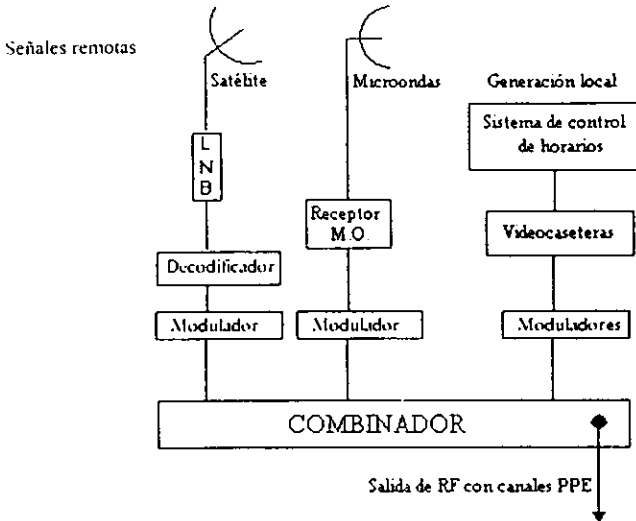 Señales remotas
Satélite
Microondas
Generación local
Sistema de control
de horarios
L
N
B
Receptor
M.O.
Videocaseteras
Decodificador
Modulador
Modulador
Moduladores
COMBINADOR
Salida de RF con canales PPE